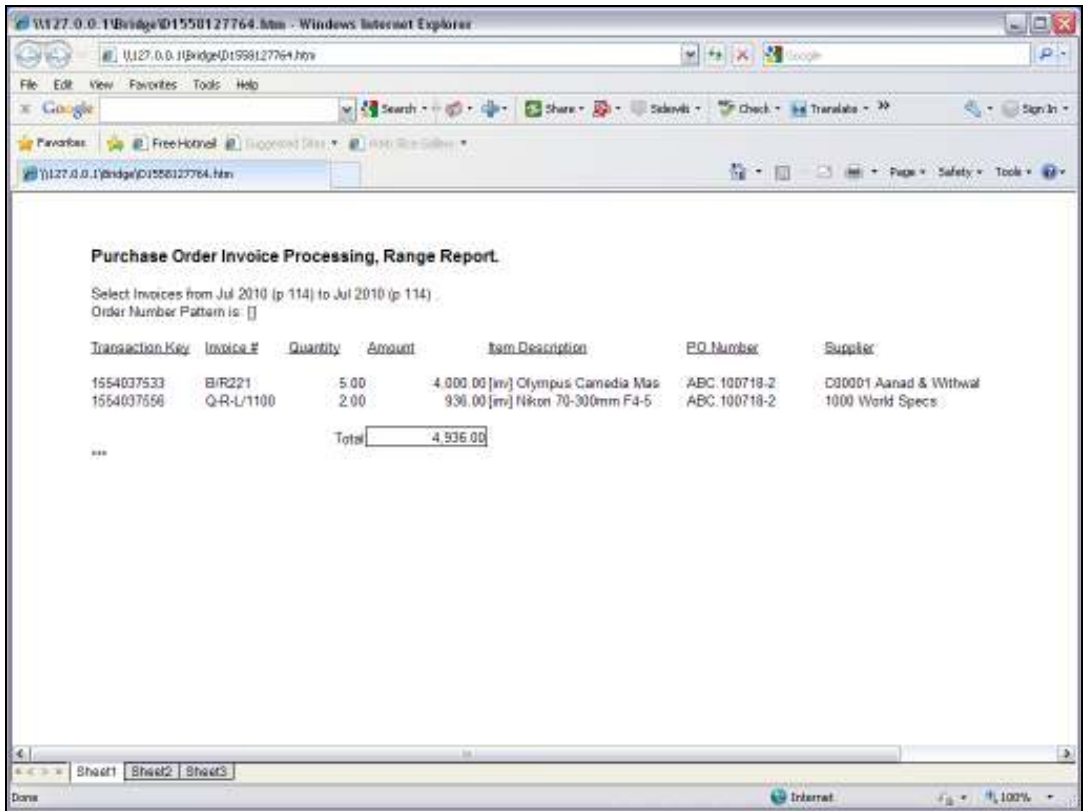 \\127.0.0.1\Bridge\D1558127764.htm - Windows Internet Explorer
\\127.0.0.1\Bridge\D1558127764.htm Google
File Edit View Favorites Tools Help
Google Search Share Sidewiki Check Translate Sign In
Favorites Free Hotmail Suggested Sites Web Slice Gallery
\\127.0.0.1\Bridge\D1558127764.htm Page Safety Tools
Purchase Order Invoice Processing, Range Report.
Select Invoices from Jul 2010 (p 114) to Jul 2010 (p 114) .
Order Number Pattern is: []
Transaction Key Invoice # Quantity Amount Item Description P.O. Number Supplier
1554037533 B/R221 5.00 4,000.00 [inv] Olympus Camedia Mas ABC.100718-2 C00001 Aanad & Withwal
1554037556 Q-R-L/1100 2.00 936.00 [inv] Nikon 70-300mm F4-5 ABC.100718-2 1000 World Specs
Total 4,936.00
***
Sheet1 Sheet2 Sheet3
Done Internet 100%